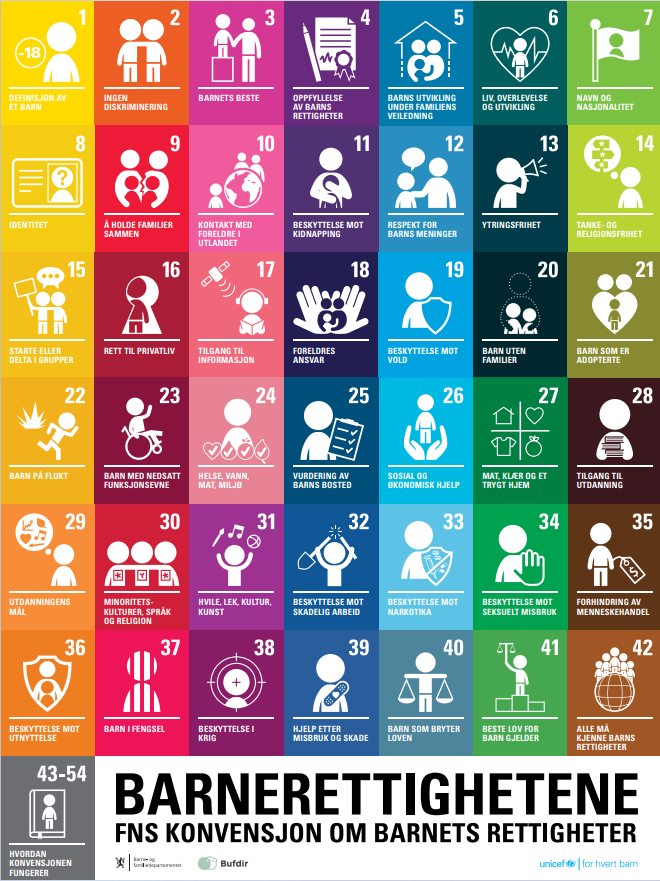 1
-18
DEFINISJON AV
ET BARN
2
INGEN
DISKRIMINERING
3
BARNETS BESTE
4
OPPFYLLELSE
AV BARNS
RETTIGHETER
5
BARNS UTVIKLING
UNDER FAMILIENS
VEILEDNING
6
LIV, OVERLEVELSE
OG UTVIKLING
7
NAVN OG
NASJONALITET
8
?
IDENTITET
9
Å HOLDE FAMILIER
SAMMEN
10
KONTAKT MED
FORELDRE I
UTLANDET
11
BESKYTTELSE MOT
KIDNAPPING
12
RESPEKT FOR
BARNS MENINGER
13
YTRINGSFRIHET
14
TANKE- OG
RELIGIONSFRIHET
15
STARTE ELLER
DELTA I GRUPPER
16
RETT TIL PRIVATLIV
17
TILGANG TIL
INFORMASJON
18
FORELDRES
ANSVAR
19
BESKYTTELSE MOT
VOLD
20
BARN UTEN
FAMILIER
21
BARN SOM ER
ADOPTERTE
22
BARN PÅ FLUKT
23
BARN MED NEDSATT
FUNKSJONSEVNE
24
HELSE, VANN,
MAT, MILJØ
25
VURDERING AV
BARNS BOSTED
26
SOSIAL OG
ØKONOMISK HJELP
27
MAT, KLÆR OG ET
TRYGT HJEM
28
TILGANG TIL
UTDANNING
29
UTDANNINGENS
MÅL
30
MINORITETS-
KULTURER, SPRÅK
OG RELIGION
31
HVILE, LEK, KULTUR,
KUNST
32
BESKYTTELSE MOT
SKADELIG ARBEID
33
BESKYTTELSE MOT
NARKOTIKA
34
BESKYTTELSE MOT
SEKSUELT MISBRUK
35
$
FORHINDRING AV
MENNESKEHANDEL
36
BESKYTTELSE MOT
UTNYTTELSE
37
BARN I FENGSEL
38
BESKYTTELSE I
KRIG
39
HJELP ETTER
MISBRUK OG SKADE
40
BARN SOM BRYTER
LOVEN
41
BESTE LOV FOR
BARN GJELDER
42
ALLE MÅ
KJENNE BARNS
RETTIGHETER
43-54
HVORDAN
KONVENSJONEN
FUNGERER
BARNERETTIGHETENE
FNS KONVENSJON OM BARNETS RETTIGHETER
Barne- og
familiedepartementet
Bufdir
unicef | for hvert barn